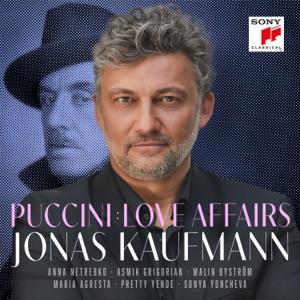 SONY
CLASSICAL
PUCCINI : LOVE AFFAIRS
JONAS KAUFMANN
ANNA NETREBKO • ASMIK GRIGORIAN • MALIN BYSTRÖM
MARIA AGRESTA • PRETTY YENDE • SONYA YONCHEVA